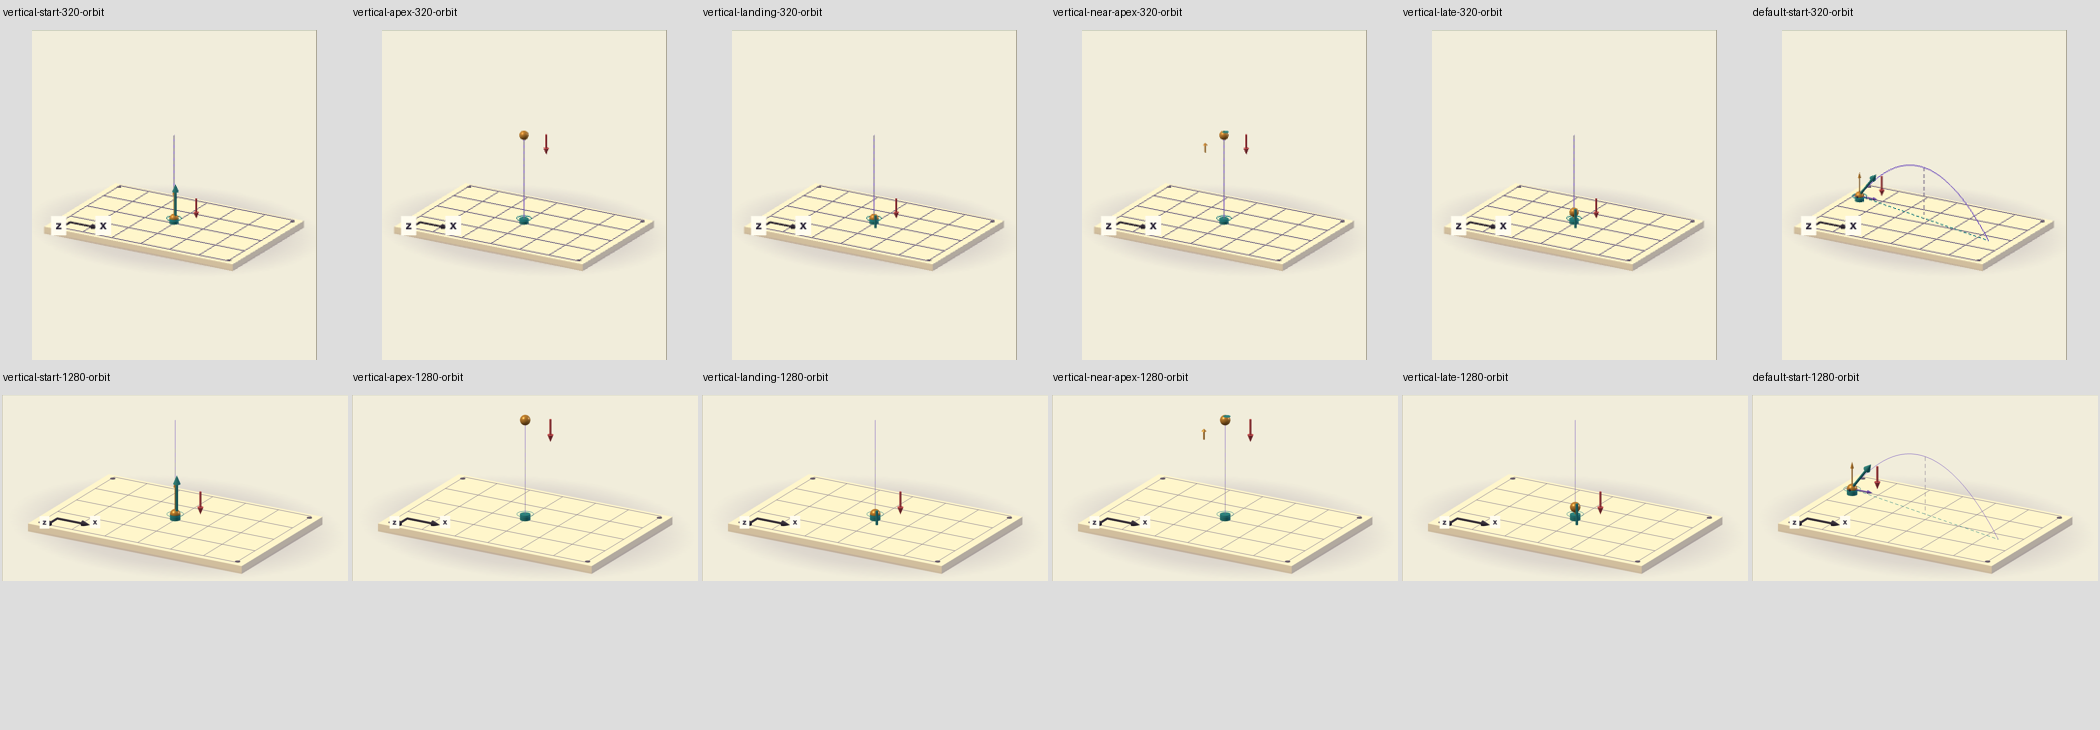 vertical-start-320-orbit
vertical-apex-320-orbit
vertical-landing-320-orbit
vertical-near-apex-320-orbit
vertical-late-320-orbit
default-start-320-orbit
z x
z x
z x
z x
z x
z x
vertical-start-1280-orbit
vertical-apex-1280-orbit
vertical-landing-1280-orbit
vertical-near-apex-1280-orbit
vertical-late-1280-orbit
default-start-1280-orbit
z x
z x
z x
z x
z x
z x